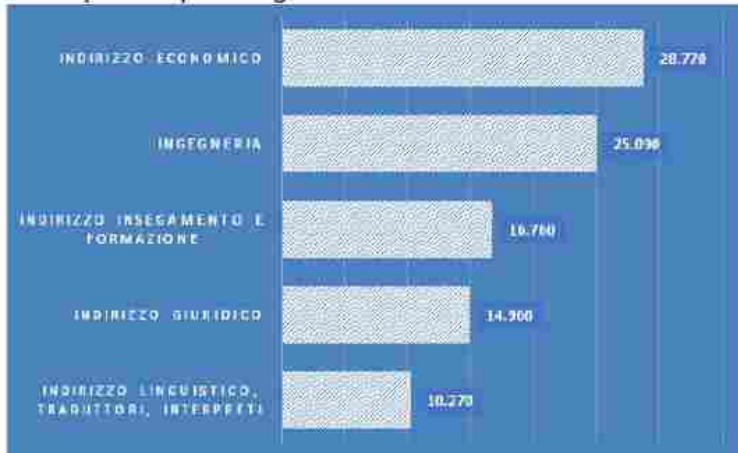 INDIRIZZO ECONOMICO
28.770
INGEGNERIA
25.090
INDIRIZZO INSEGAMENTO E
FORMAZIONE
16.760
INDIRIZZO GIURIDICO
14.900
INDIRIZZO LINGUISTICO,
TRADUTTORI, INTERPRETI
10.270